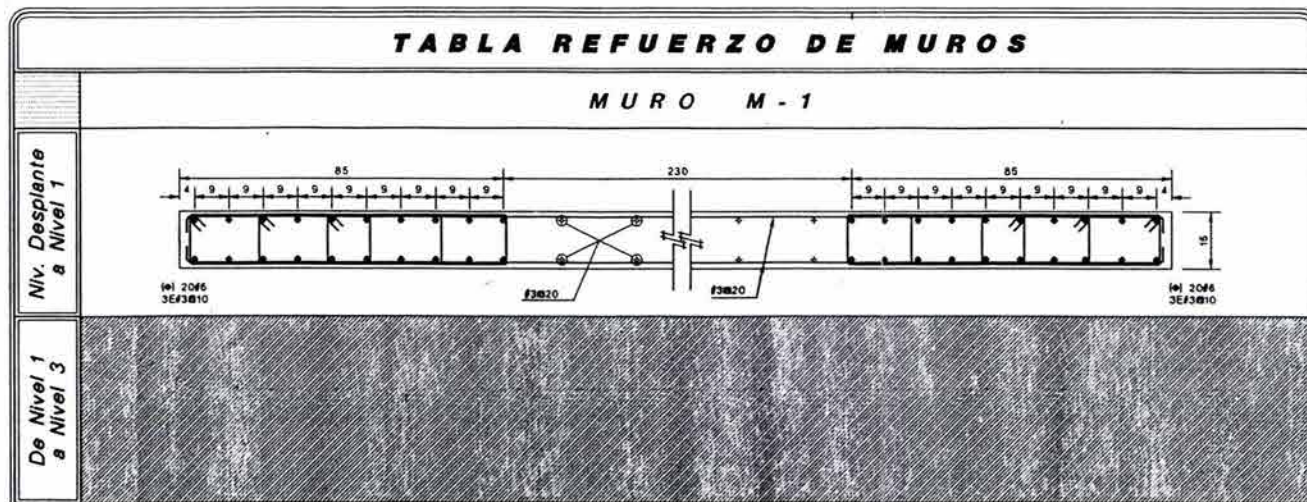 TABLA REFUERZO DE MUROS
MURO M-1
Niv. Desplante
a Nivel 1
85 230 85
4 9 9 9 9 9 9 9 9 9 9 9 9 9 9 9 9 9 9 4
15
(•) 20#6
3E#3@10
#3@20
#3@20
(•) 20#6
3E#3@10
De Nivel 1
a Nivel 3